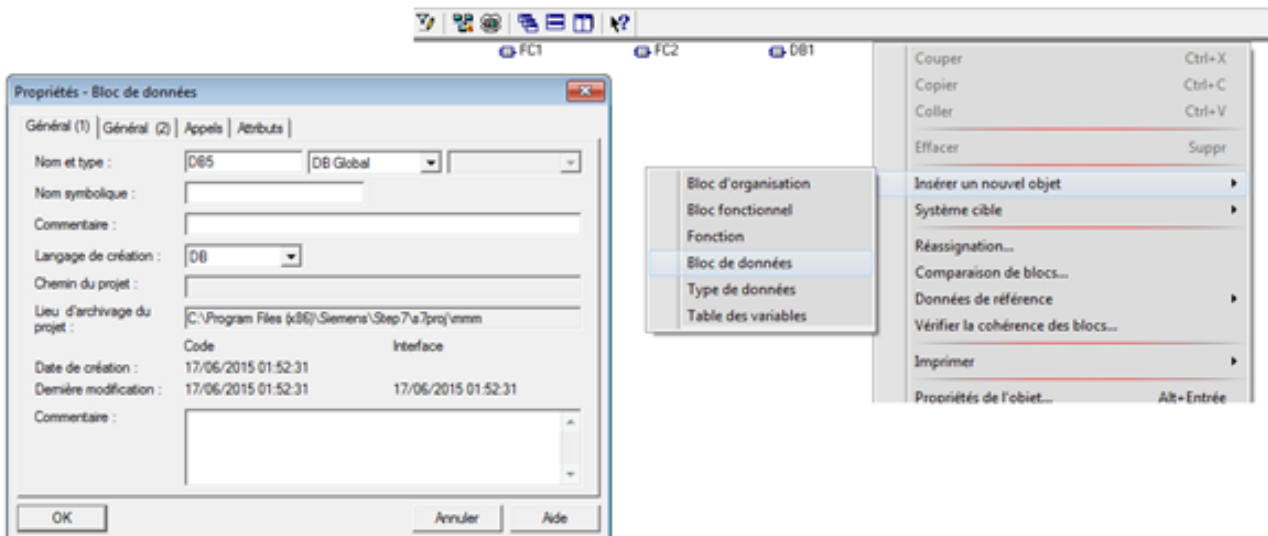 FC1 FC2 DB1
Propriétés - Bloc de données
Général (1) Général (2) Appels Attributs
Nom et type : DB5 DB Global
Nom symbolique :
Commentaire :
Langage de création : DB
Chemin du projet :
Lieu d'archivage du
projet : C:\Program Files (x86)\Siemens\Step7\s7proj\mmm
Code Interface
Date de création : 17/06/2015 01:52:31
Dernière modification : 17/06/2015 01:52:31 17/06/2015 01:52:31
Commentaire :
OK Annuler Aide
Bloc d'organisation
Bloc fonctionnel
Fonction
Bloc de données
Type de données
Table des variables
Couper Ctrl+X
Copier Ctrl+C
Coller Ctrl+V
Effacer Suppr
Insérer un nouvel objet
Système cible
Réassignation...
Comparaison de blocs...
Données de référence
Vérifier la cohérence des blocs...
Imprimer
Propriétés de l'objet... Alt+Entrée